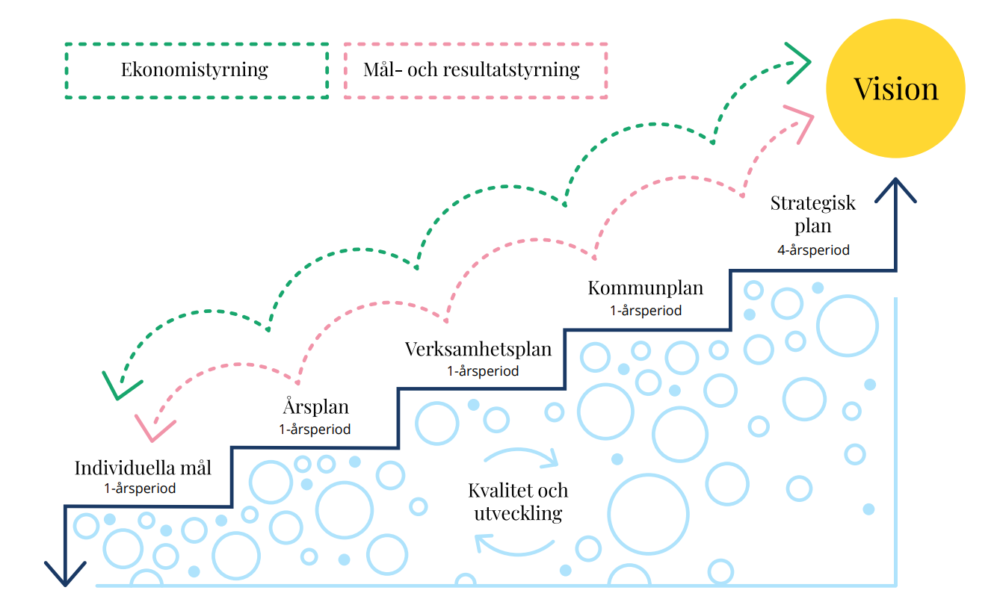 Ekonomistyrning
Mål- och resultatstyrning
Vision
Strategisk
plan
4-årsperiod
Kommunplan
1-årsperiod
Verksamhetsplan
1-årsperiod
Årsplan
1-årsperiod
Individuella mål
1-årsperiod
Kvalitet och
utveckling